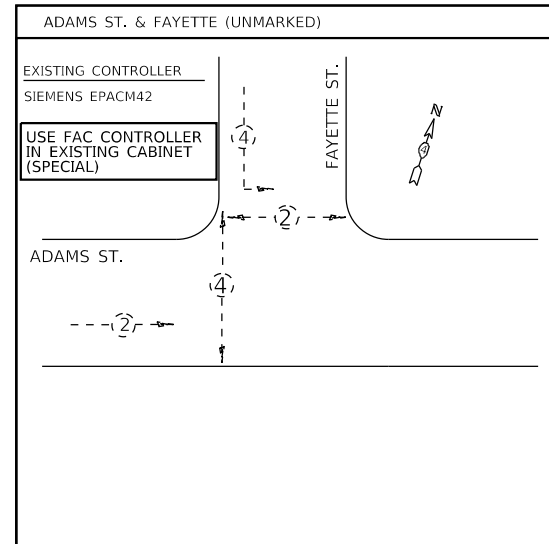 ADAMS ST. & FAYETTE (UNMARKED)
EXISTING CONTROLLER
SIEMENS EPACM42
USE FAC CONTROLLER
IN EXISTING CABINET
(SPECIAL)
FAYETTE ST.
N
4
4
2
ADAMS ST.
4
2